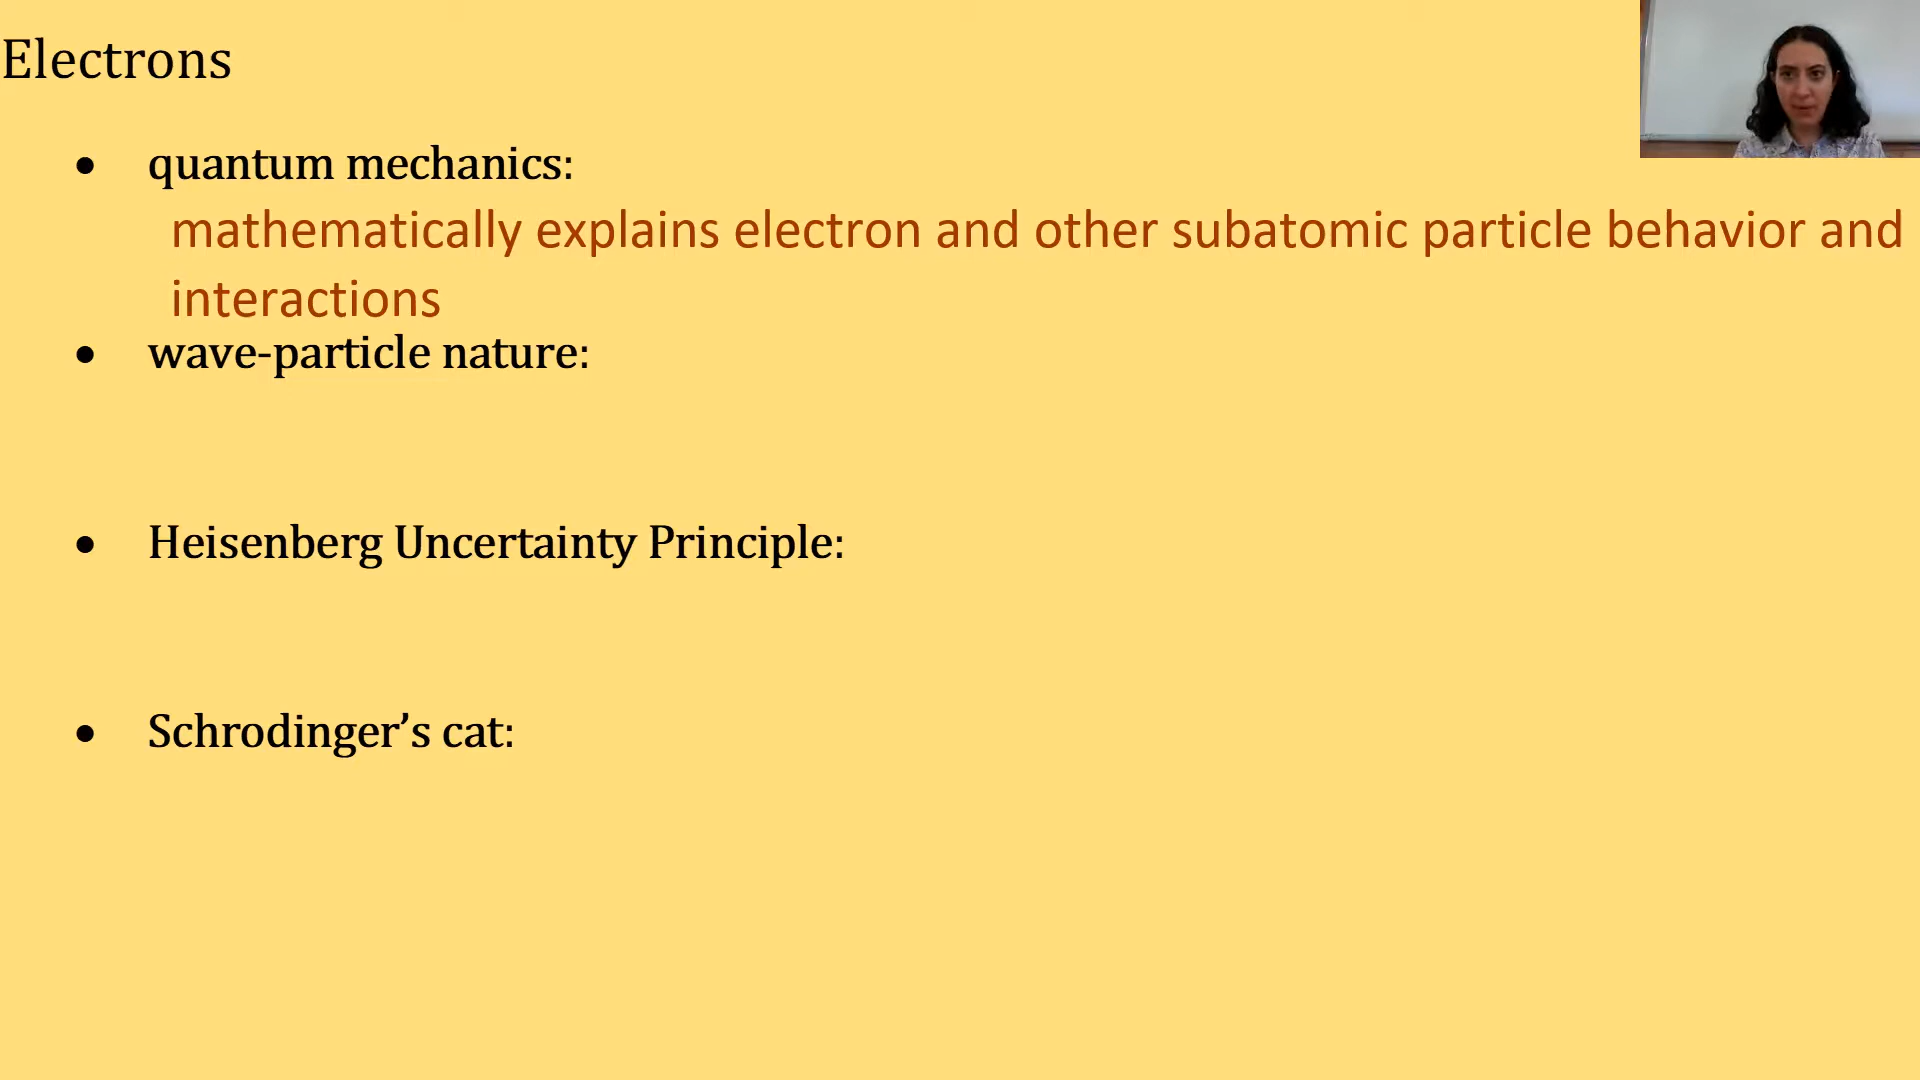 Electrons
• quantum mechanics:
mathematically explains electron and other subatomic particle behavior and
interactions
• wave-particle nature:
• Heisenberg Uncertainty Principle:
• Schrodinger’s cat: